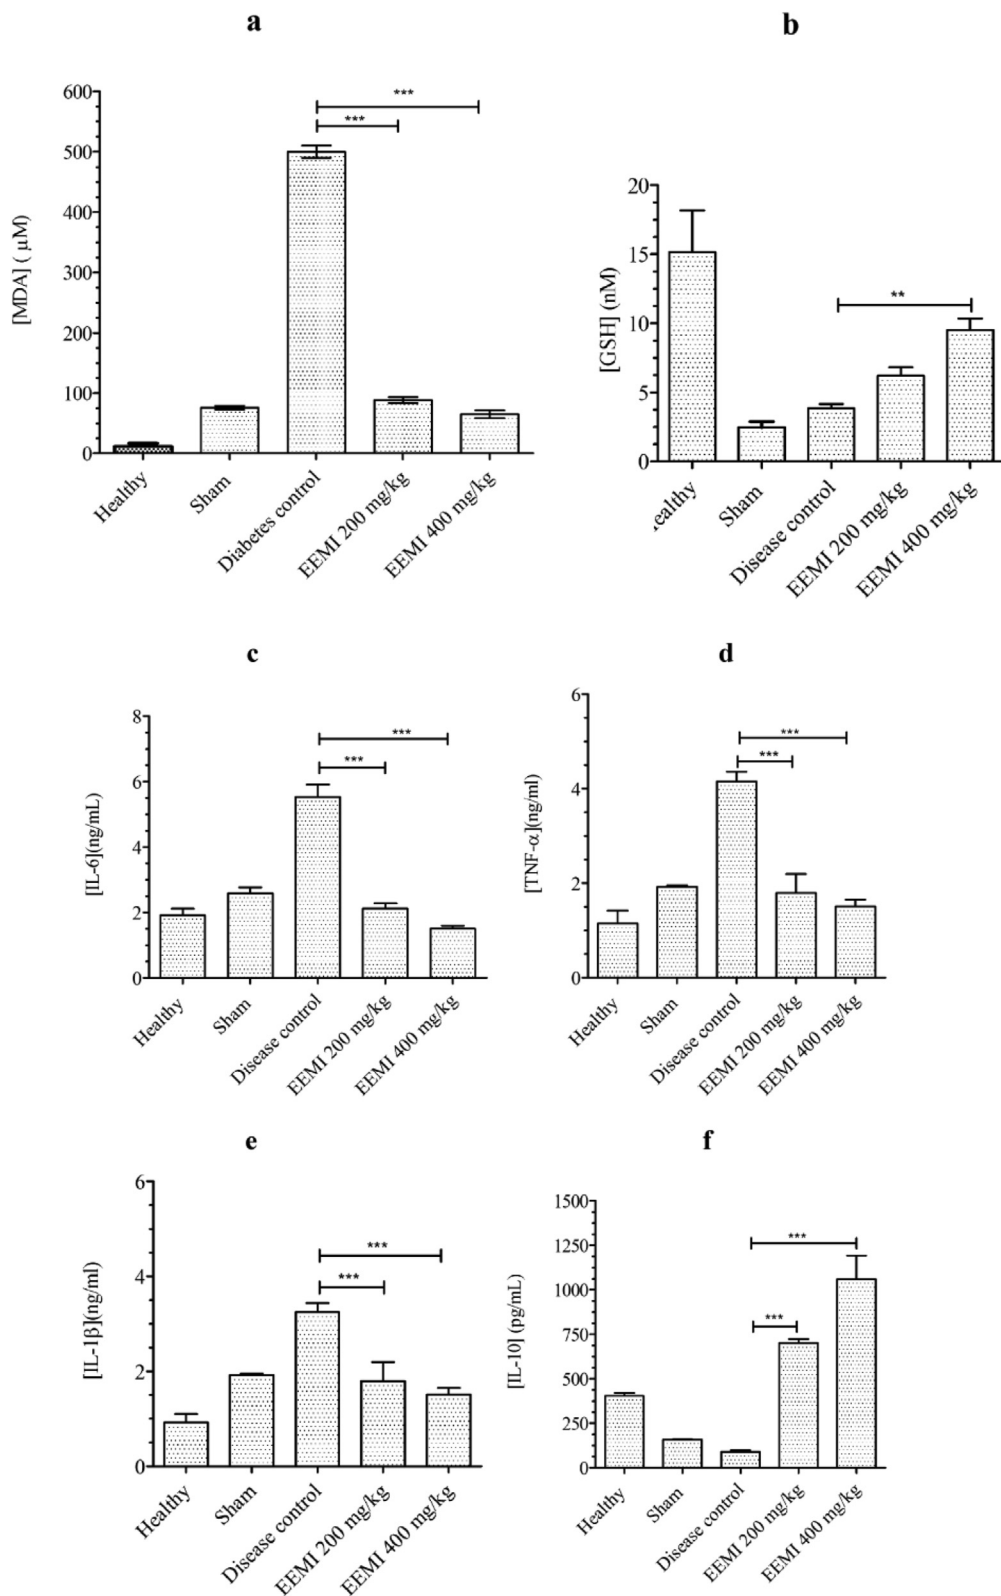 a
600
500
400
300
200
100
0
[MDA] ( µM)
***
***
Healthy
Sham
Diabetes control
EEMI 200 mg/kg
EEMI 400 mg/kg
b
20
15
10
5
0
[GSH] (nM)
**
ealthy
Sham
Disease control
EEMI 200 mg/kg
EEMI 400 mg/kg
c
8
6
4
2
0
[IL-6](ng/mL)
***
***
Healthy
Sham
Disease control
EEMI 200 mg/kg
EEMI 400 mg/kg
d
6
4
2
0
[TNF-α](ng/ml)
***
***
Healthy
Sham
Disease control
EEMI 200 mg/kg
EEMI 400 mg/kg
e
6
4
2
0
[IL-1β](ng/ml)
***
***
Healthy
Sham
Disease control
EEMI 200 mg/kg
EEMI 400 mg/kg
f
1500
1250
1000
750
500
250
0
[IL-10] (pg/mL)
***
***
Healthy
Sham
Disease control
EEMI 200 mg/kg
EEMI 400 mg/kg